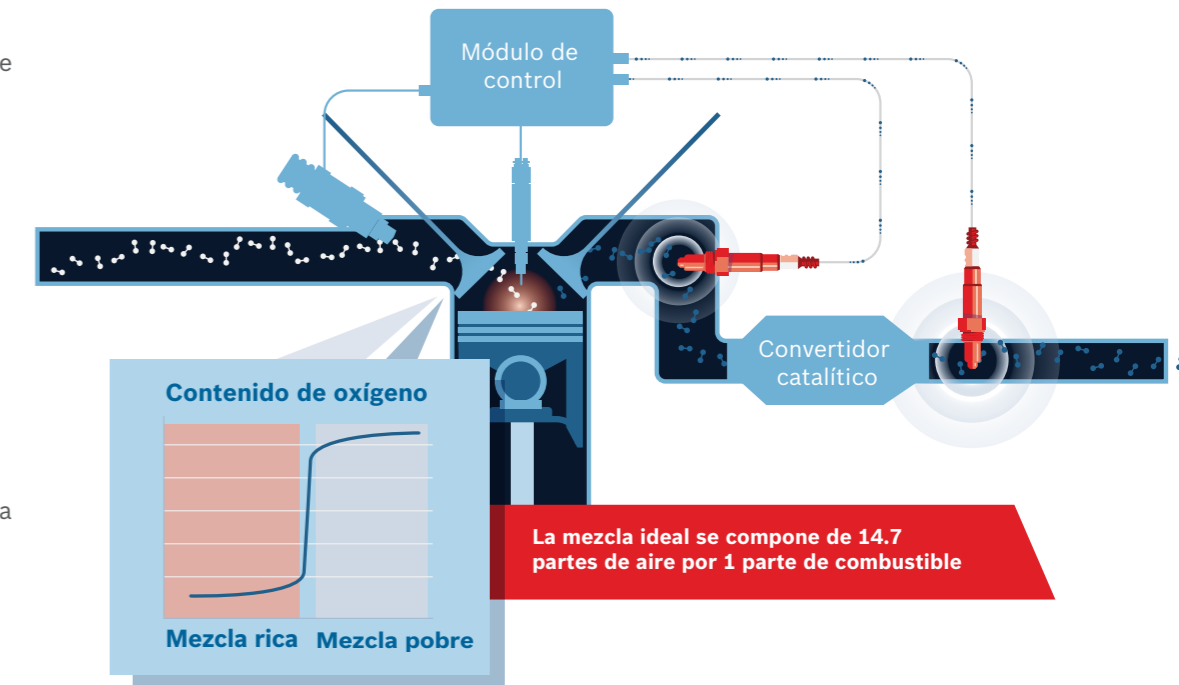 e
Módulo de
control
Convertidor
catalítico
a
Contenido de oxígeno
Mezcla rica Mezcla pobre
a
La mezcla ideal se compone de 14.7
partes de aire por 1 parte de combustible